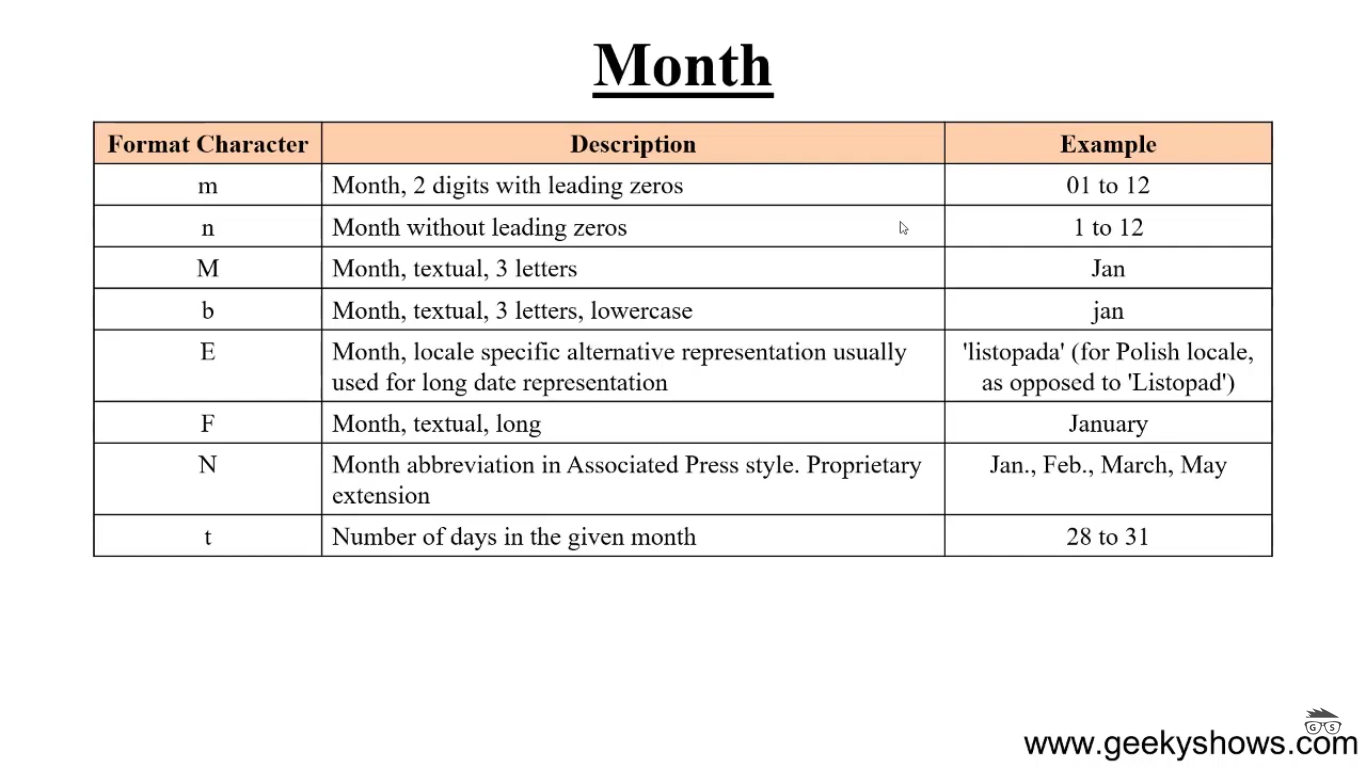 Month
Format Character Description Example
m Month, 2 digits with leading zeros 01 to 12
n Month without leading zeros 1 to 12
M Month, textual, 3 letters Jan
b Month, textual, 3 letters, lowercase jan
E Month, locale specific alternative representation usually 'listopada' (for Polish locale,
used for long date representation as opposed to 'Listopad')
F Month, textual, long January
N Month abbreviation in Associated Press style. Proprietary Jan., Feb., March, May
extension
t Number of days in the given month 28 to 31
G S
www.geekyshows.com